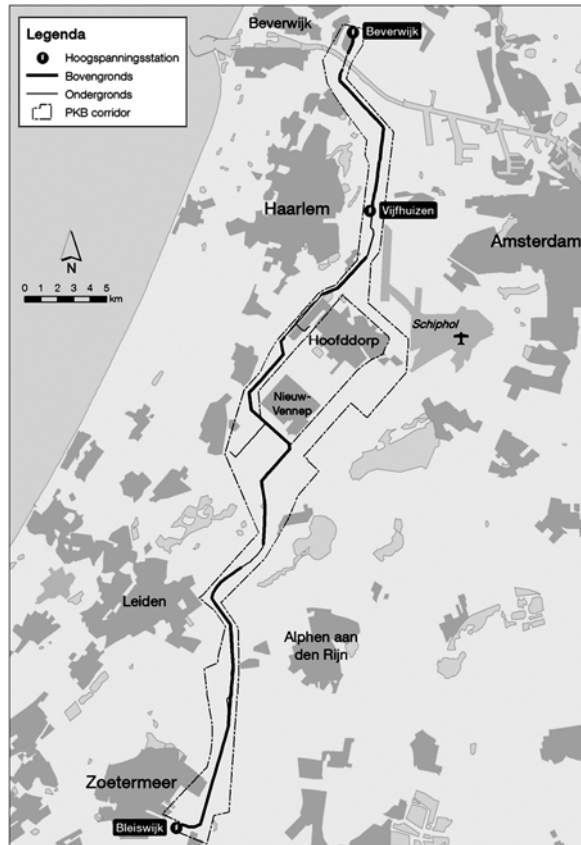 Legenda
Hoogspanningsstation
Bovengronds
Ondergronds
PKB corridor
Beverwijk
Beverwijk
Haarlem
Vijfhuizen
Amsterdam
N
0 1 2 3 4 5
km
Schiphol
Hoofddorp
Nieuw-
Vennep
Leiden
Alphen aan
den Rijn
Zoetermeer
Bleiswijk